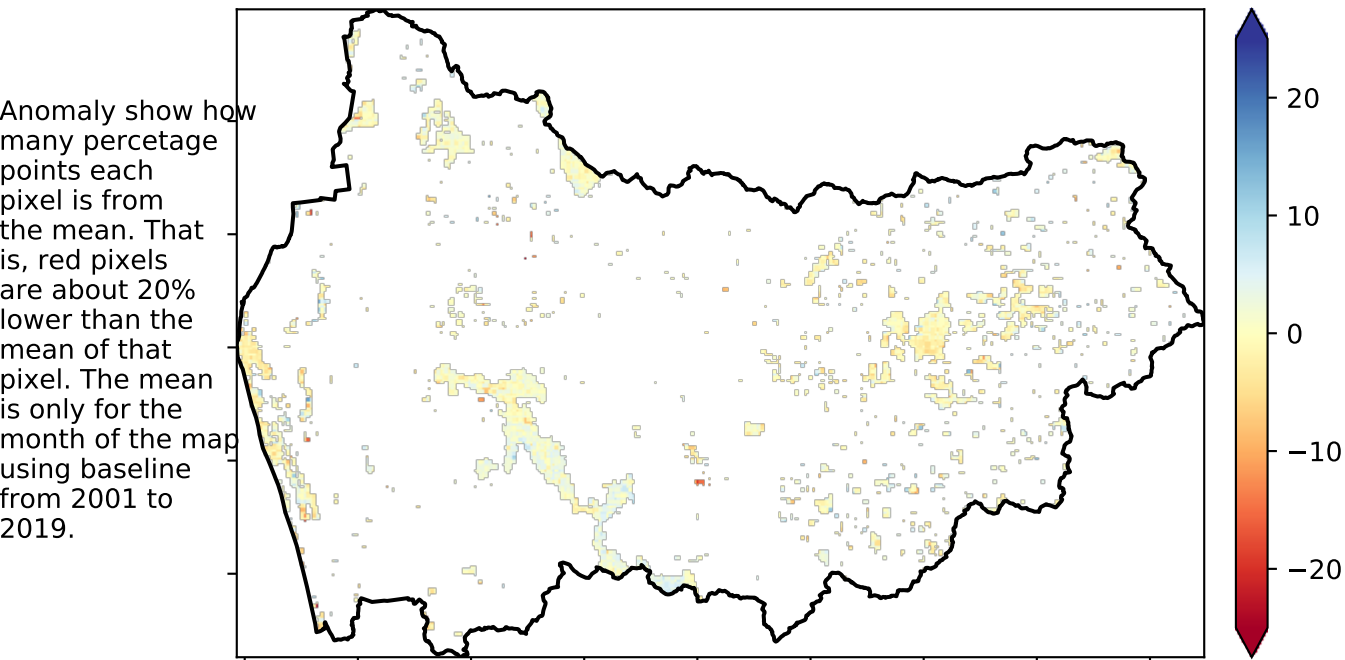 Anomaly show how
many percetage
points each
pixel is from
the mean. That
is, red pixels
are about 20%
lower than the
mean of that
pixel. The mean
is only for the
month of the map
using baseline
from 2001 to
2019.
20
10
0
−10
−20